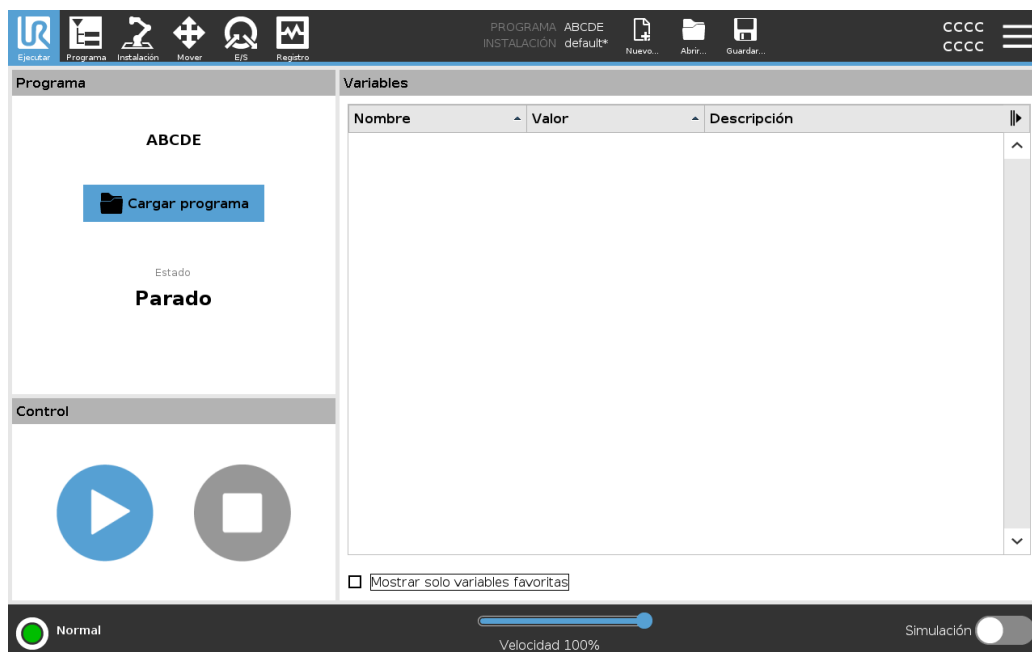 UR
Ejecutar
Programa
Instalación
Mover
E/S
Registro
PROGRAMA ABCDE
INSTALACIÓN default*
Nuevo...
Abrir...
Guardar...
CCCC
CCCC
Programa
ABCDE
Cargar programa
Estado
Parado
Control
Variables
Nombre Valor Descripción
Mostrar solo variables favoritas
Normal
Velocidad 100%
Simulación